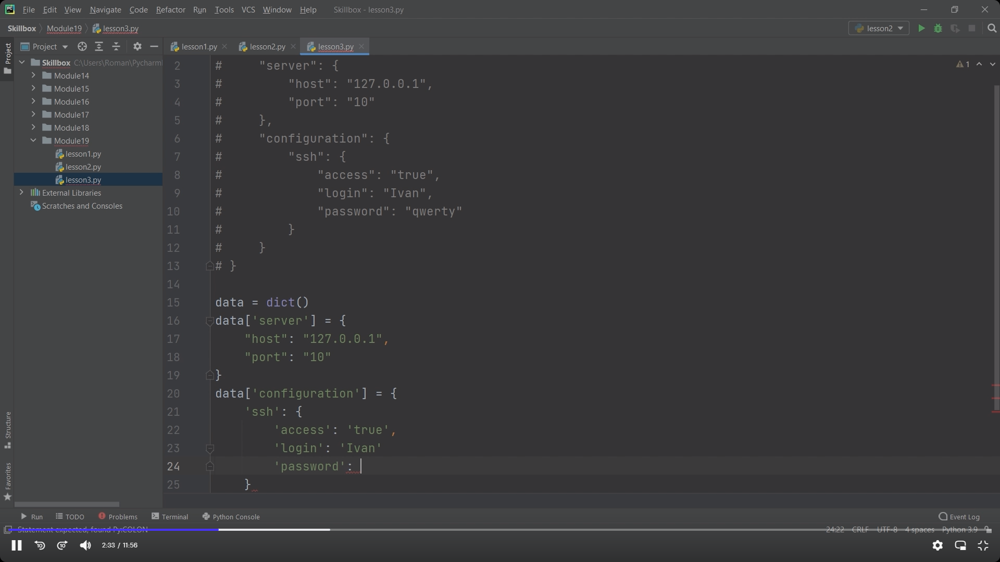 File Edit View Navigate Code Refactor Run Tools VCS Window Help Skillbox - lesson3.py
Skillbox Module19 lesson3.py lesson2
Project lesson1.py lesson2.py lesson3.py
Project
Skillbox C:\Users\Roman\Pycharm
Module14
Module15
Module16
Module17
Module18
Module19
lesson1.py
lesson2.py
lesson3.py
External Libraries
Scratches and Consoles
Structure
Favorites
1
2 # "server": {
3 # "host": "127.0.0.1",
4 # "port": "10"
5 # },
6 # "configuration": {
7 # "ssh": {
8 # "access": "true",
9 # "login": "Ivan",
10 # "password": "qwerty"
11 # }
12 # }
13 # }
14
15 data = dict()
16 data['server'] = {
17 "host": "127.0.0.1",
18 "port": "10"
19 }
20 data['configuration'] = {
21 'ssh': {
22 'access': 'true',
23 'login': 'Ivan'
24 'password':
25 }
Run TODO Problems Terminal Python Console Event Log
Statement expected, found Py:COLON 24:22 CRLF UTF-8 4 spaces Python 3.9
10 10 2:33 / 11:56